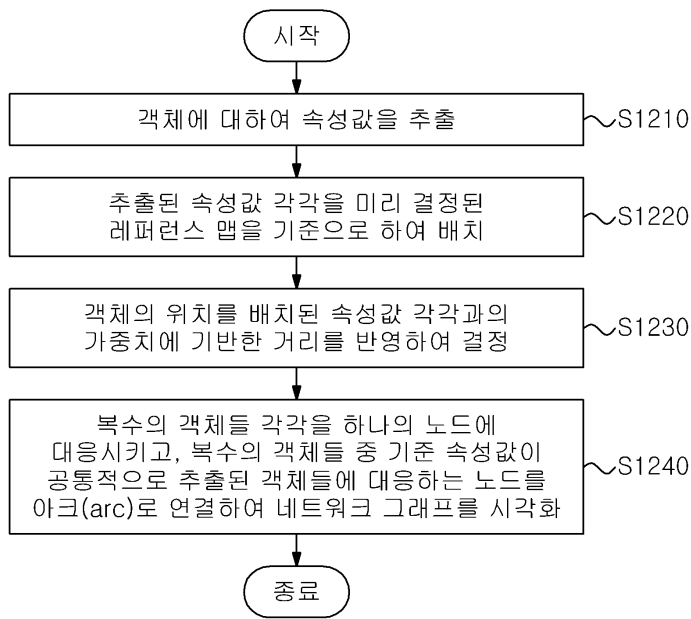 시작
객체에 대하여 속성값을 추출
S1210
추출된 속성값 각각을 미리 결정된
레퍼런스 맵을 기준으로 하여 배치
S1220
객체의 위치를 배치된 속성값 각각과의
가중치에 기반한 거리를 반영하여 결정
S1230
복수의 객체들 각각을 하나의 노드에
대응시키고, 복수의 객체들 중 기준 속성값이
공통적으로 추출된 객체들에 대응하는 노드를
아크(arc)로 연결하여 네트워크 그래프를 시각화
S1240
종료